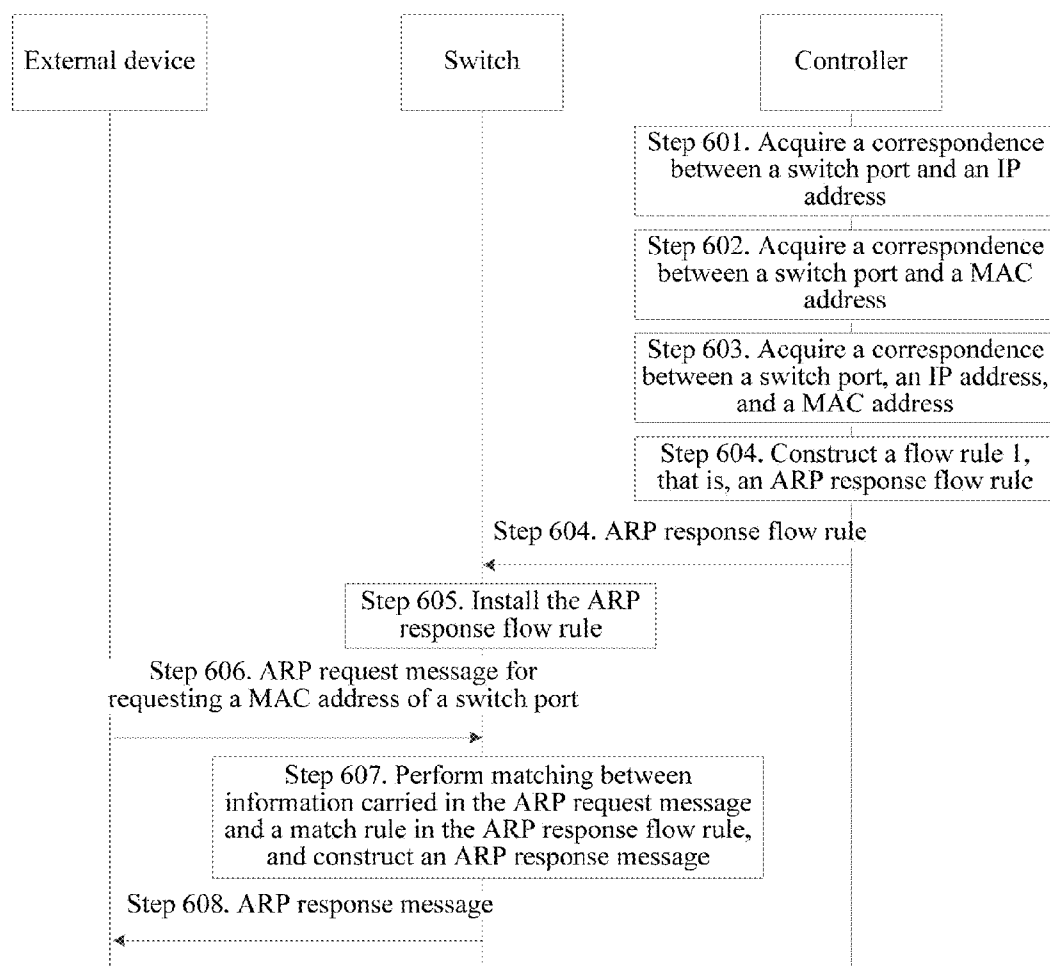 External device
Switch
Controller
Step 601. Acquire a correspondence
between a switch port and an IP
address
Step 602. Acquire a correspondence
between a switch port and a MAC
address
Step 603. Acquire a correspondence
between a switch port, an IP address,
and a MAC address
Step 604. Construct a flow rule 1,
that is, an ARP response flow rule
Step 604. ARP response flow rule
Step 605. Install the ARP
response flow rule
Step 606. ARP request message for
requesting a MAC address of a switch port
Step 607. Perform matching between
information carried in the ARP request message
and a match rule in the ARP response flow rule,
and construct an ARP response message
Step 608. ARP response message